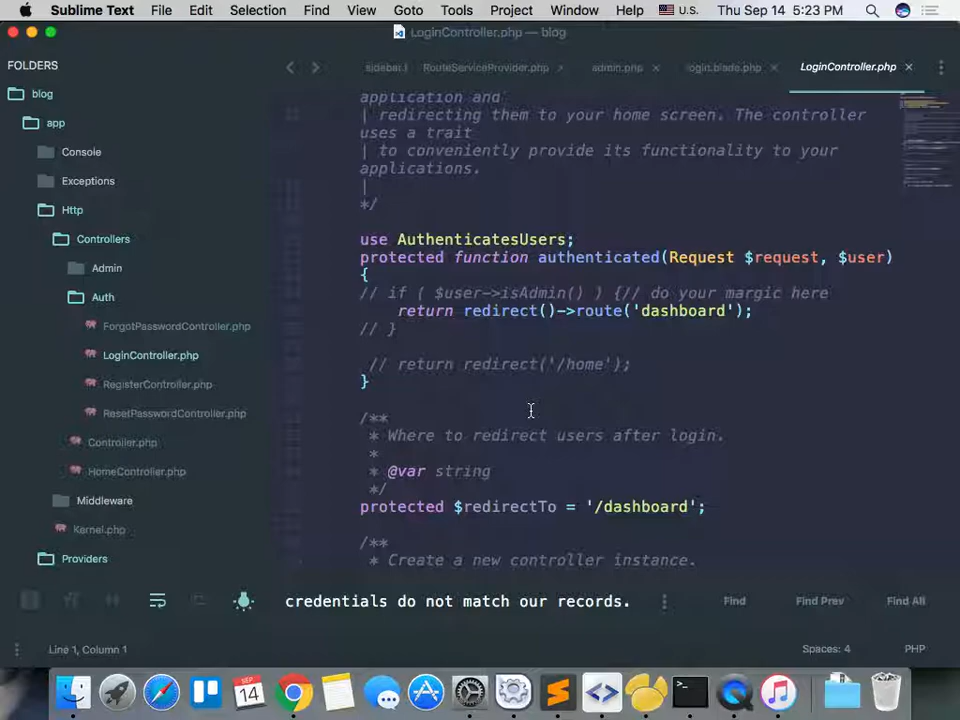 Sublime Text File Edit Selection Find View Goto Tools Project Window Help U.S. Thu Sep 14 5:23 PM
LoginController.php — blog
FOLDERS
sidebar.l RouteServiceProvider.php × admin.php × login.blade.php × LoginController.php ×
blog
app
Console
Exceptions
Http
Controllers
Admin
Auth
ForgotPasswordController.php
LoginController.php
RegisterController.php
ResetPasswordController.php
Controller.php
HomeController.php
Middleware
Kernel.php
Providers
application and
| redirecting them to your home screen. The controller
uses a trait
| to conveniently provide its functionality to your
applications.
|
*/
use AuthenticatesUsers;
protected function authenticated(Request $request, $user)
{
// if ( $user->isAdmin() ) {// do your margic here
return redirect()->route('dashboard');
// }
// return redirect('/home');
}
/**
* Where to redirect users after login.
*
* @var string
*/
protected $redirectTo = '/dashboard';
/**
* Create a new controller instance.
credentials do not match our records. Find Find Prev Find All
Line 1, Column 1 Spaces: 4 PHP
SEP
14